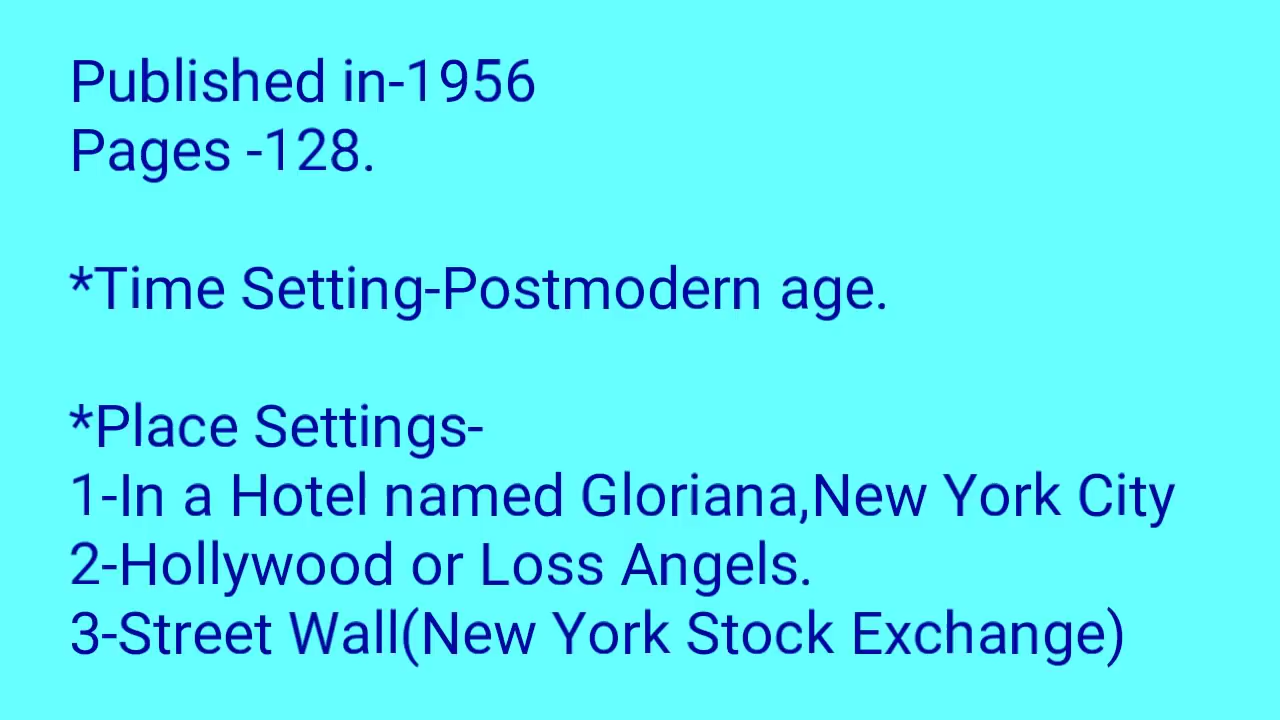 Published in-1956
Pages -128.
*Time Setting-Postmodern age.
*Place Settings-
1-In a Hotel named Gloriana,New York City
2-Hollywood or Loss Angels.
3-Street Wall(New York Stock Exchange)